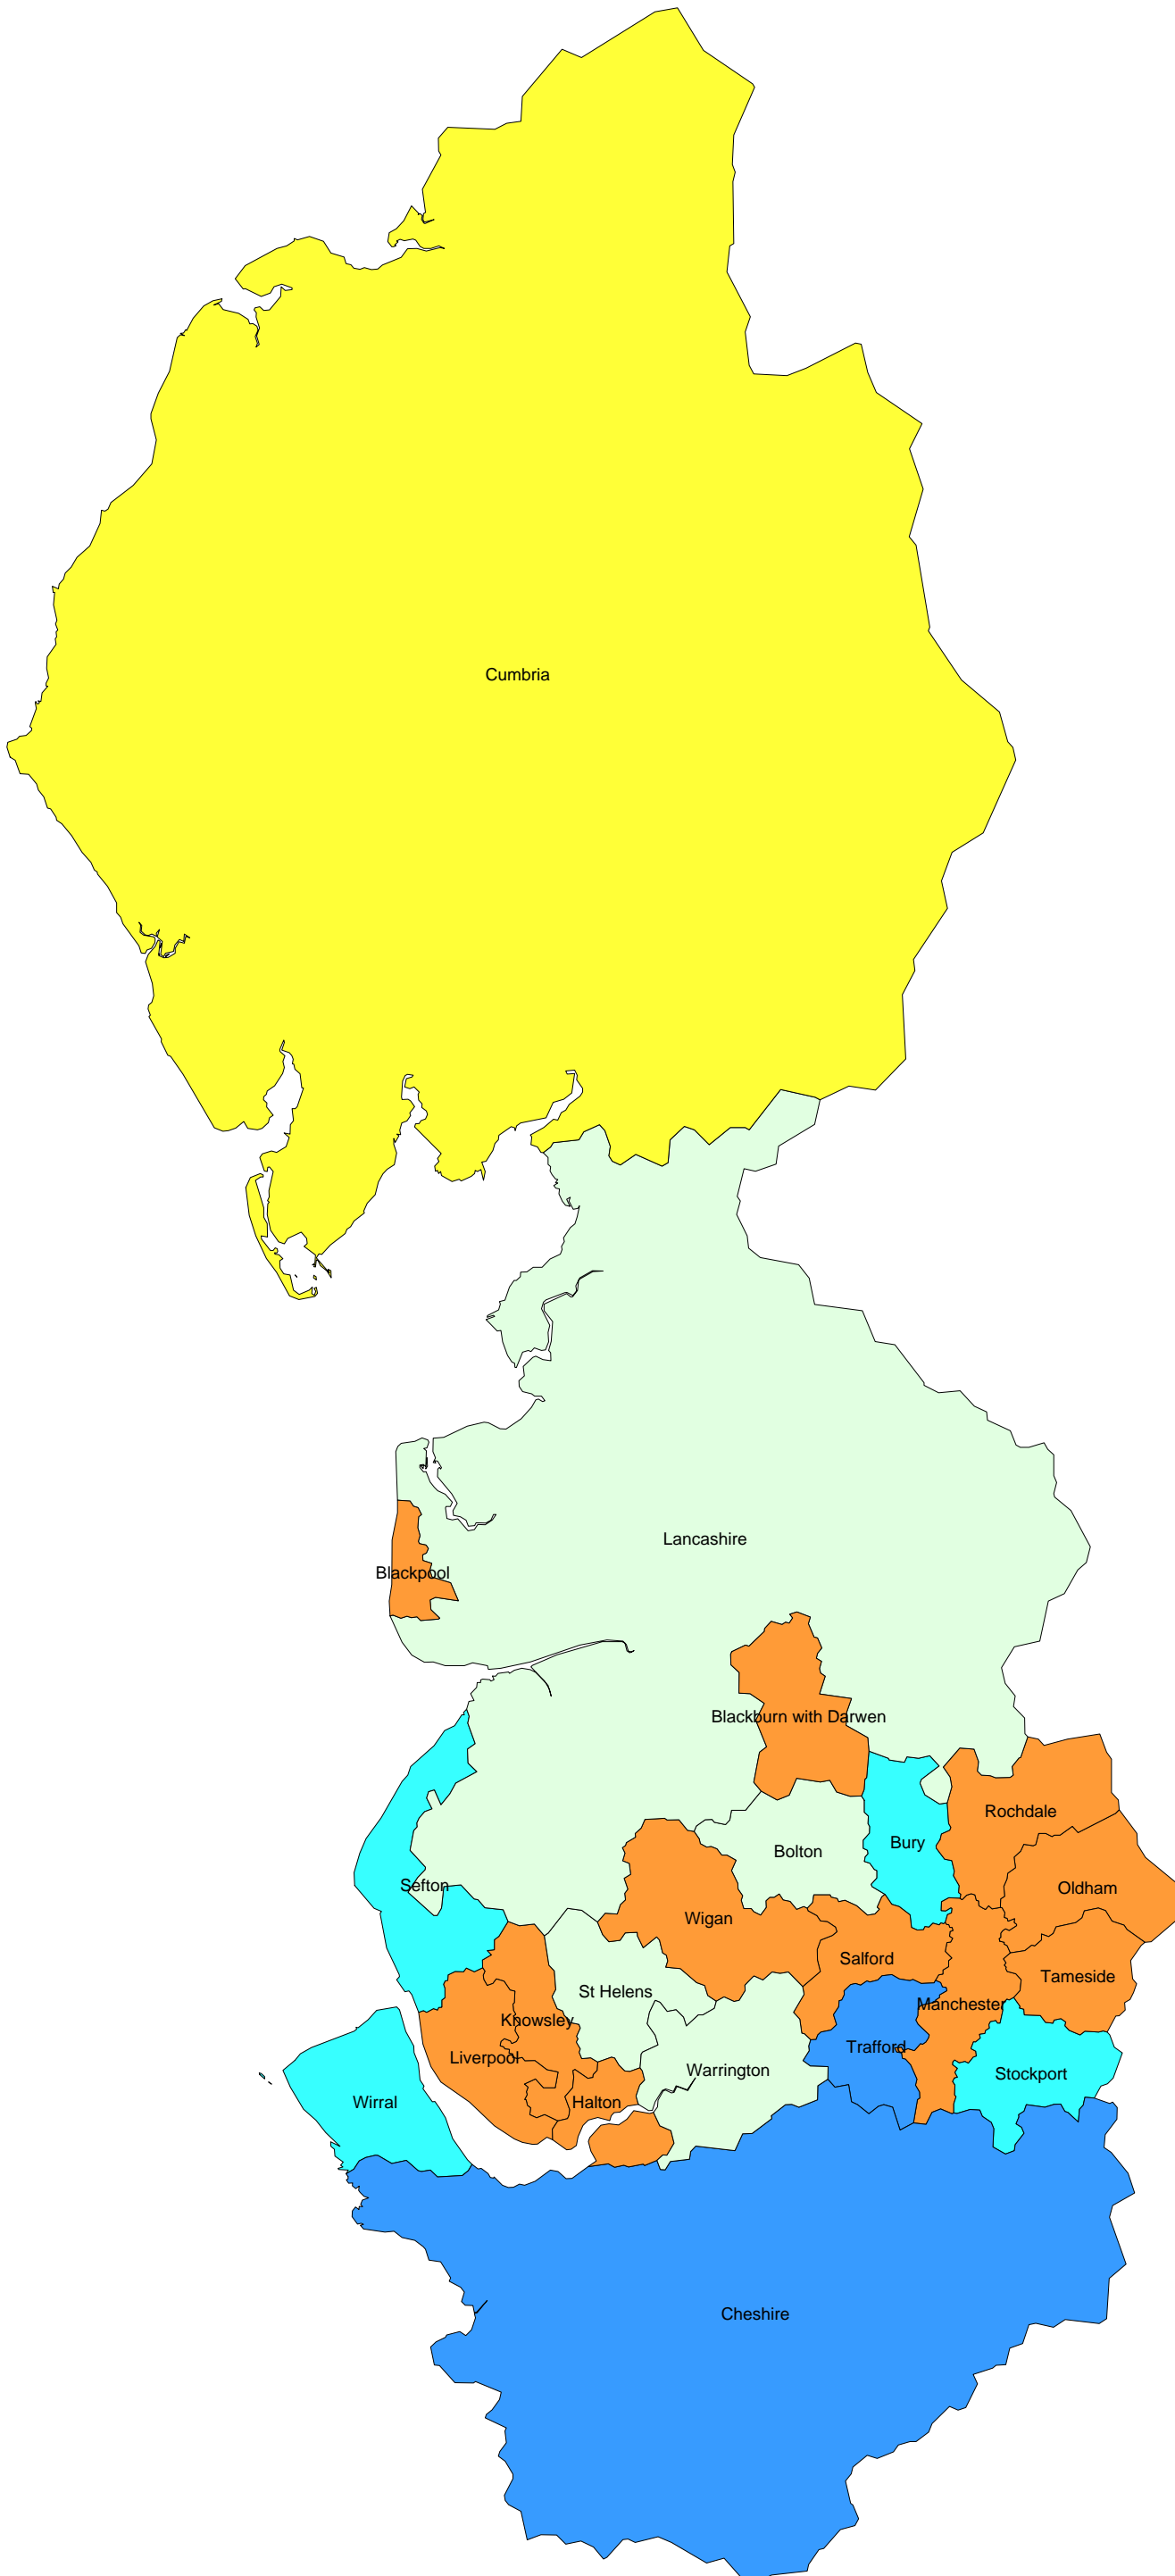 Cumbria
Lancashire
Blackpool
Blackburn with Darwen
Rochdale
Bury
Bolton
Oldham
Sefton
Wigan
Salford
Tameside
St Helens
Manchester
Knowsley
Trafford
Liverpool
Warrington
Stockport
Wirral
Halton
Cheshire